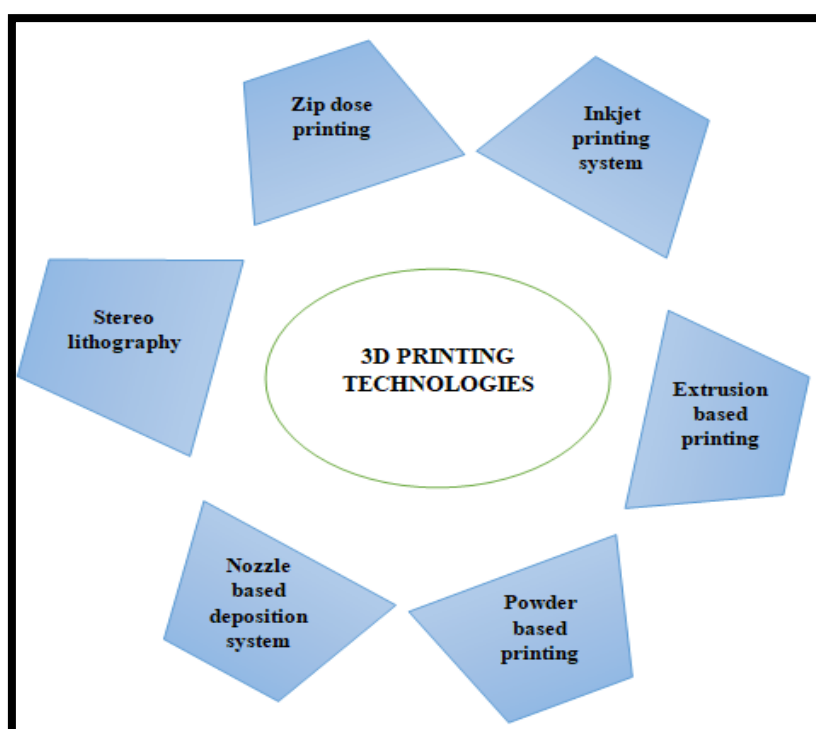 Zip dose
printing
Inkjet
printing
system
Stereo
lithography
3D PRINTING
TECHNOLOGIES
Extrusion
based
printing
Nozzle
based
deposition
system
Powder
based
printing